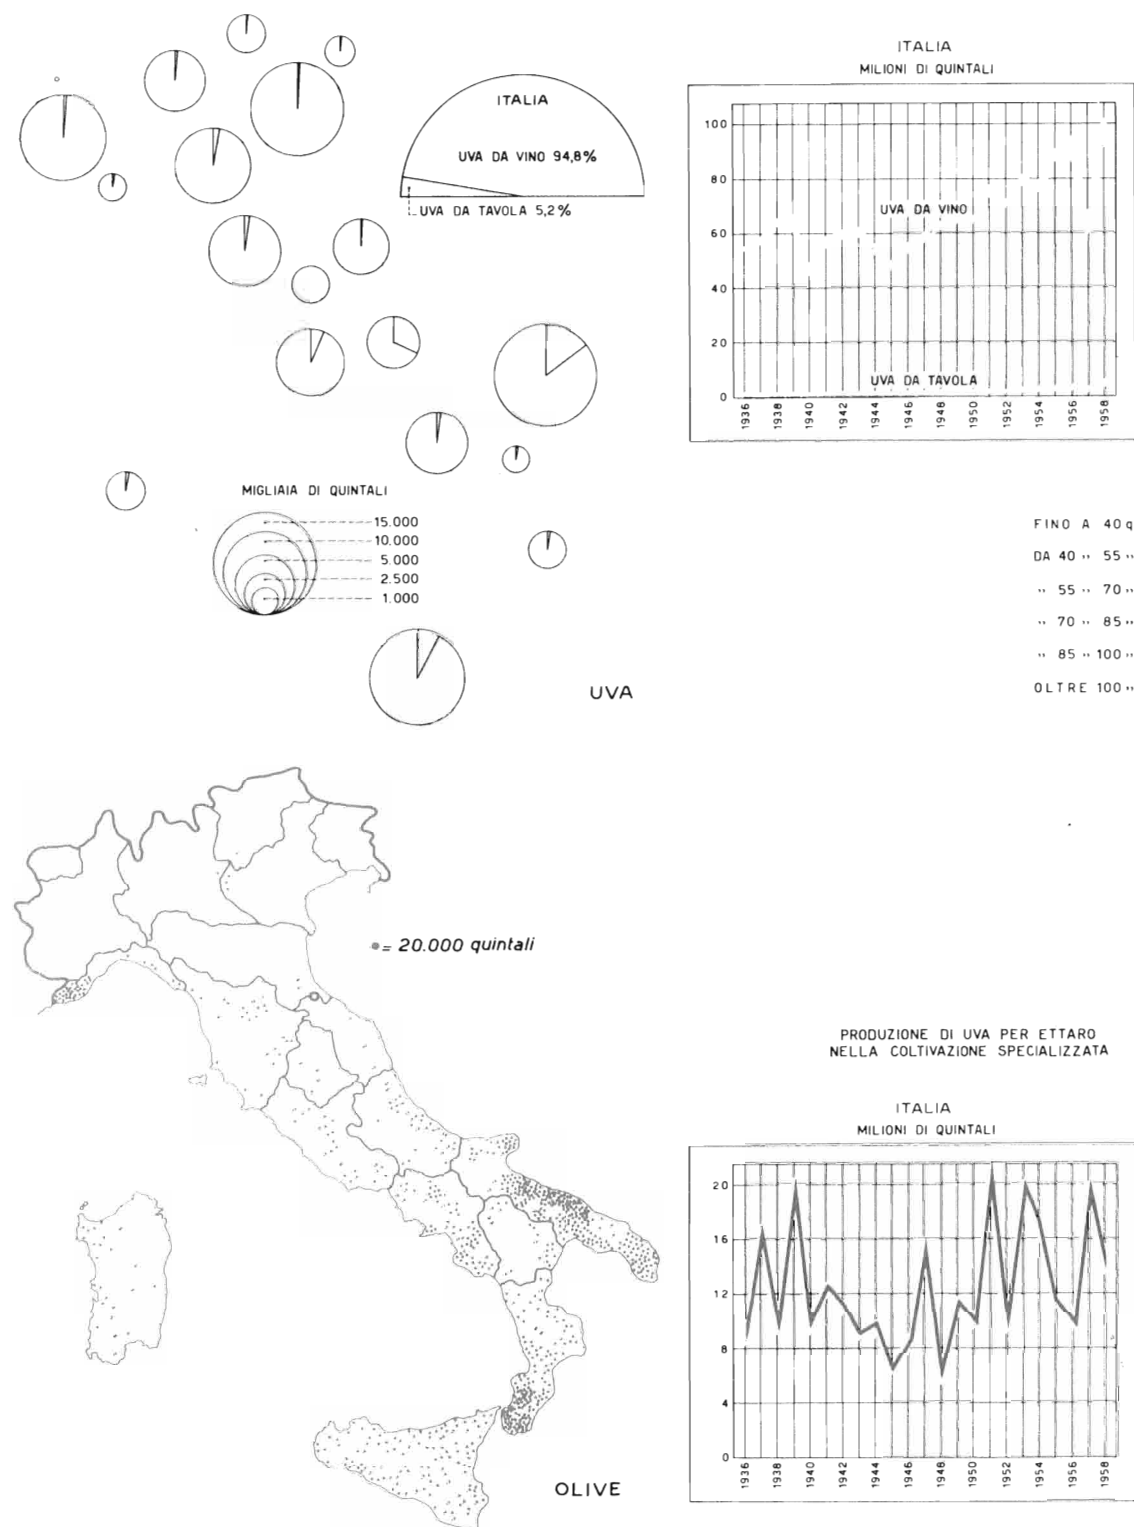 ITALIA
UVA DA VINO 94,8%
UVA DA TAVOLA 5,2%
MIGLIAIA DI QUINTALI
15.000
10.000
5.000
2.500
1.000
UVA
ITALIA
MILIONI DI QUINTALI
100
80
60
40
20
0
UVA DA VINO
UVA DA TAVOLA
1936
1938
1940
1942
1944
1946
1948
1950
1952
1954
1956
1958
FINO A 40 q
DA 40 " 55 "
" 55 " 70 "
" 70 " 85 "
" 85 " 100 "
OLTRE 100 "
= 20.000 quintali
OLIVE
PRODUZIONE DI UVA PER ETTARO
NELLA COLTIVAZIONE SPECIALIZZATA
ITALIA
MILIONI DI QUINTALI
20
16
12
8
4
0
1936
1938
1940
1942
1944
1946
1948
1950
1952
1954
1956
1958